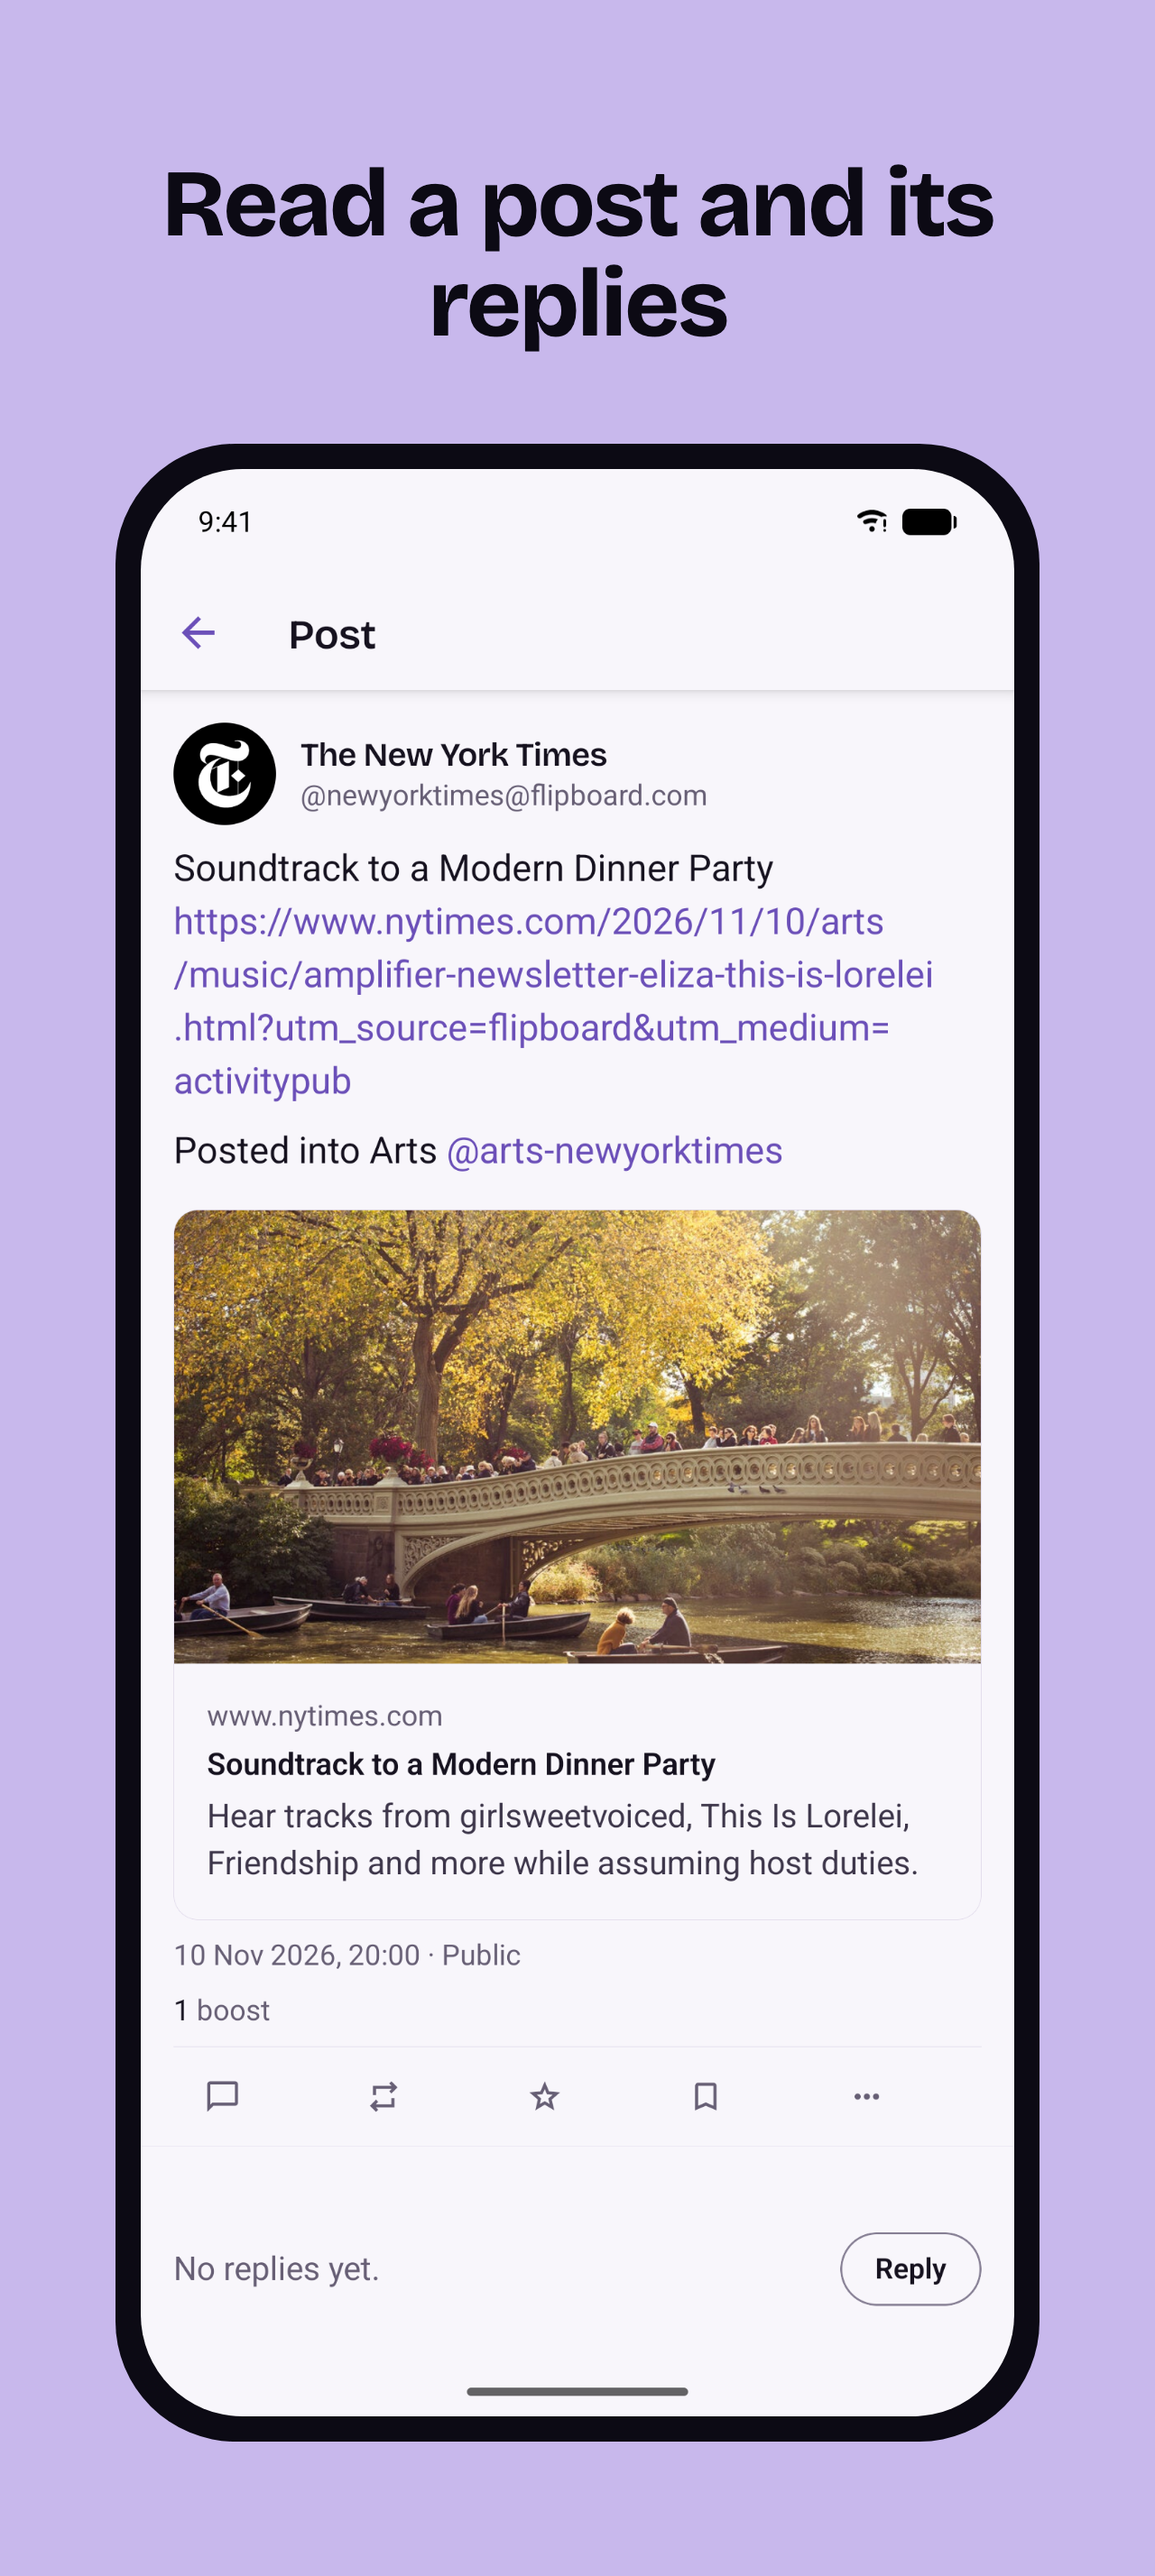 Read a post and its
replies
9:41
Post
The New York Times
@newyorktimes@flipboard.com
Soundtrack to a Modern Dinner Party
https://www.nytimes.com/2026/11/10/arts
/music/amplifier-newsletter-eliza-this-is-lorelei
.html?utm_source=flipboard&utm_medium=
activitypub
Posted into Arts @arts-newyorktimes
www.nytimes.com
Soundtrack to a Modern Dinner Party
Hear tracks from girlsweetvoiced, This Is Lorelei,
Friendship and more while assuming host duties.
10 Nov 2026, 20:00 · Public
1 boost
No replies yet.
Reply